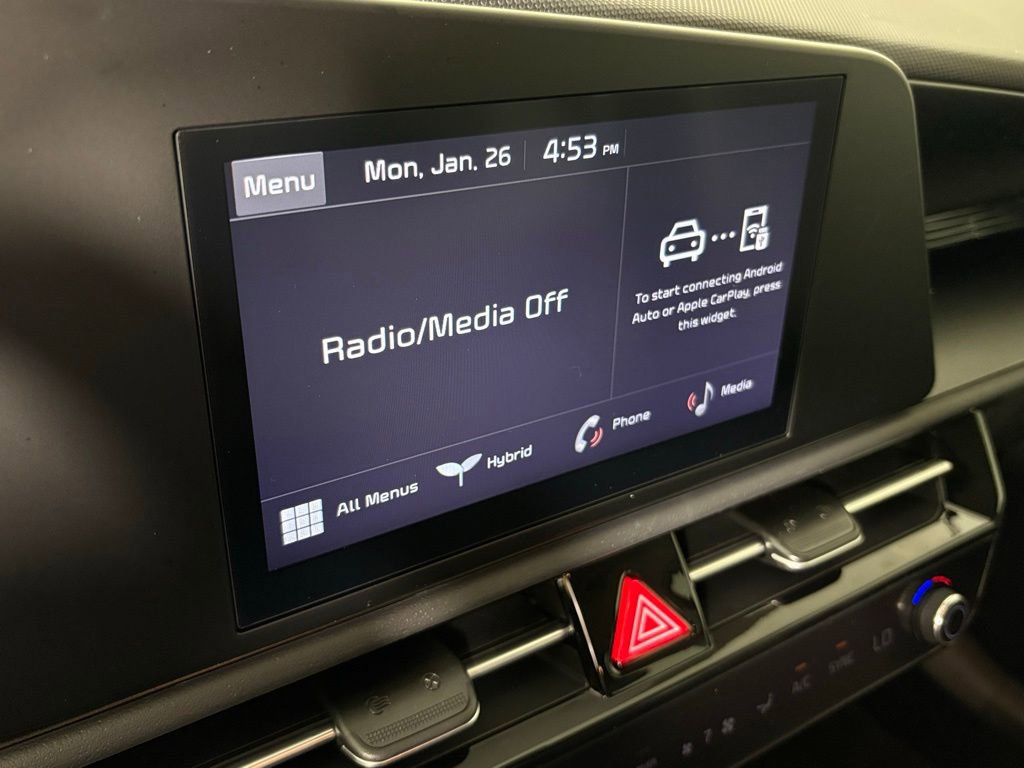 Menu
Mon, Jan. 26
4:53 PM
Radio/Media Off
To start connecting Android
Auto or Apple CarPlay, press
this widget.
All Menus
Hybrid
Phone
Media
7
A/C
SYNC
LO